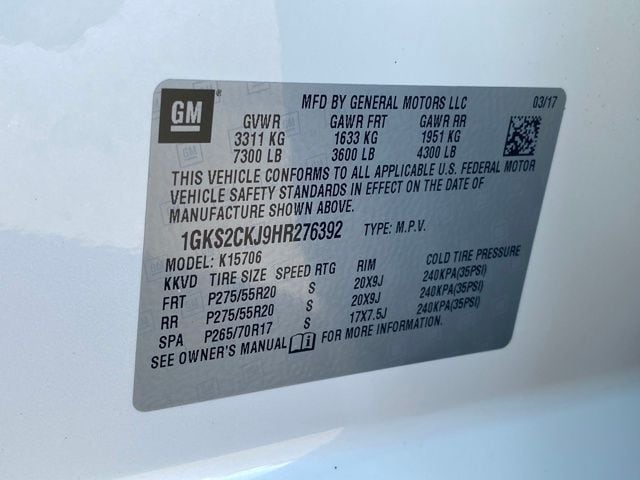 GM ® MFD BY GENERAL MOTORS LLC 03/17
GVWR GAWR FRT GAWR RR
3311 KG 1633 KG 1951 KG
7300 LB 3600 LB 4300 LB
THIS VEHICLE CONFORMS TO ALL APPLICABLE U.S. FEDERAL MOTOR
VEHICLE SAFETY STANDARDS IN EFFECT ON THE DATE OF
MANUFACTURE SHOWN ABOVE.
1GKS2CKJ9HR276392 TYPE: M.P.V.
MODEL: K15706
KKVD TIRE SIZE SPEED RTG RIM COLD TIRE PRESSURE
FRT P275/55R20 S 20X9J 240KPA(35PSI)
RR P275/55R20 S 20X9J 240KPA(35PSI)
SPA P265/70R17 S 17X7.5J 240KPA(35PSI)
SEE OWNER'S MANUAL FOR MORE INFORMATION.